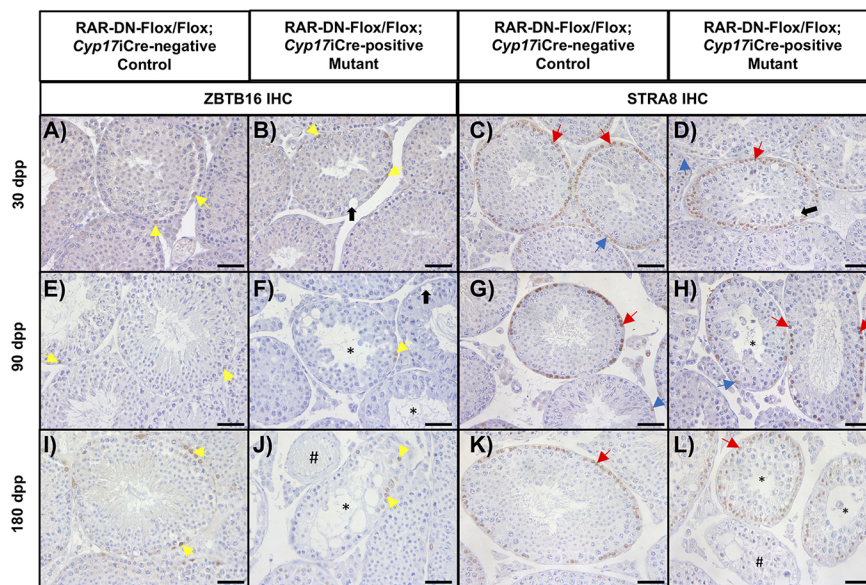 RAR-DN-Flox/Flox;
Cyp17iCre-negative
Control
RAR-DN-Flox/Flox;
Cyp17iCre-positive
Mutant
RAR-DN-Flox/Flox;
Cyp17iCre-negative
Control
RAR-DN-Flox/Flox;
Cyp17iCre-positive
Mutant
ZBTB16 IHC
STRA8 IHC
30 dpp
A)
B)
C)
D)
90 dpp
E)
F)
G)
H)
*
*
*
180 dpp
I)
J)
K)
L)
#
*
*
*
#